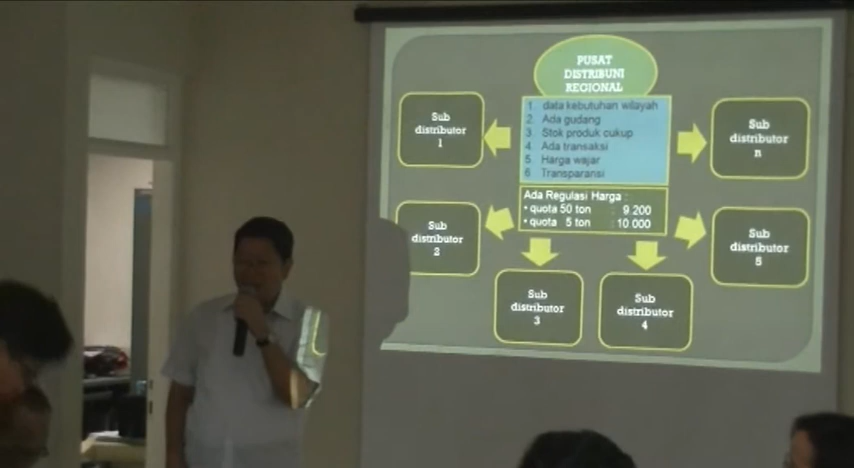 PUSAT
DISTRIBUNI
REGIONAL
1. data kebutuhan wilayah
2. Ada gudang
3. Stok produk cukup
4. Ada transaksi
5. Harga wajar
6. Transparansi
Ada Regulasi Harga :
• quota 50 ton : 9.200
• quota 5 ton : 10 000
Sub
distributor
1
Sub
distributor
2
Sub
distributor
3
Sub
distributor
4
Sub
distributor
5
Sub
distributor
n